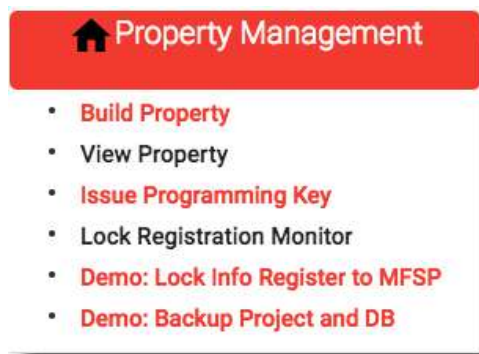 Property Management
Build Property
View Property
Issue Programming Key
Lock Registration Monitor
Demo: Lock Info Register to MFSP
Demo: Backup Project and DB